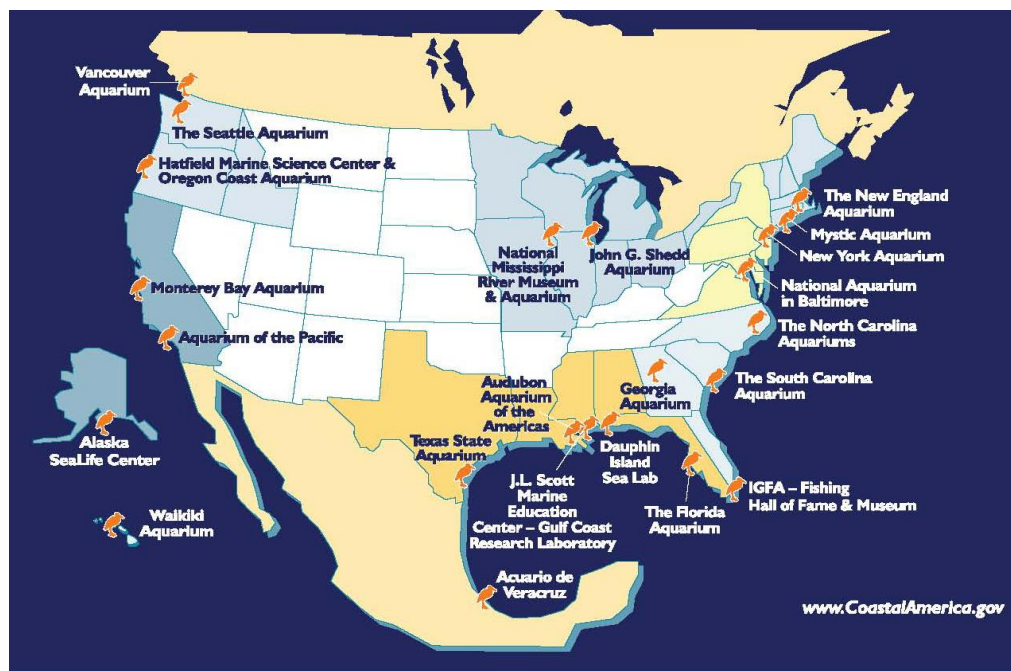 Vancouver
Aquarium
The Seattle Aquarium
Hatfield Marine Science Center &
Oregon Coast Aquarium
The New England
Aquarium
Mystic Aquarium
New York Aquarium
National
Mississippi
River Museum
& Aquarium
John G. Shedd
Aquarium
National Aquarium
in Baltimore
Monterey Bay Aquarium
Aquarium of the Pacific
The North Carolina
Aquariums
Audubon
Aquarium
of the
Americas
Georgia
Aquarium
The South Carolina
Aquarium
Alaska
SeaLife Center
Texas State
Aquarium
Dauphin
Island
Sea Lab
J.L. Scott
Marine
Education
Center – Gulf Coast
Research Laboratory
The Florida
Aquarium
IGFA – Fishing
Hall of Fame & Museum
Waikiki
Aquarium
Acuario de
Veracruz
www.CoastalAmerica.gov